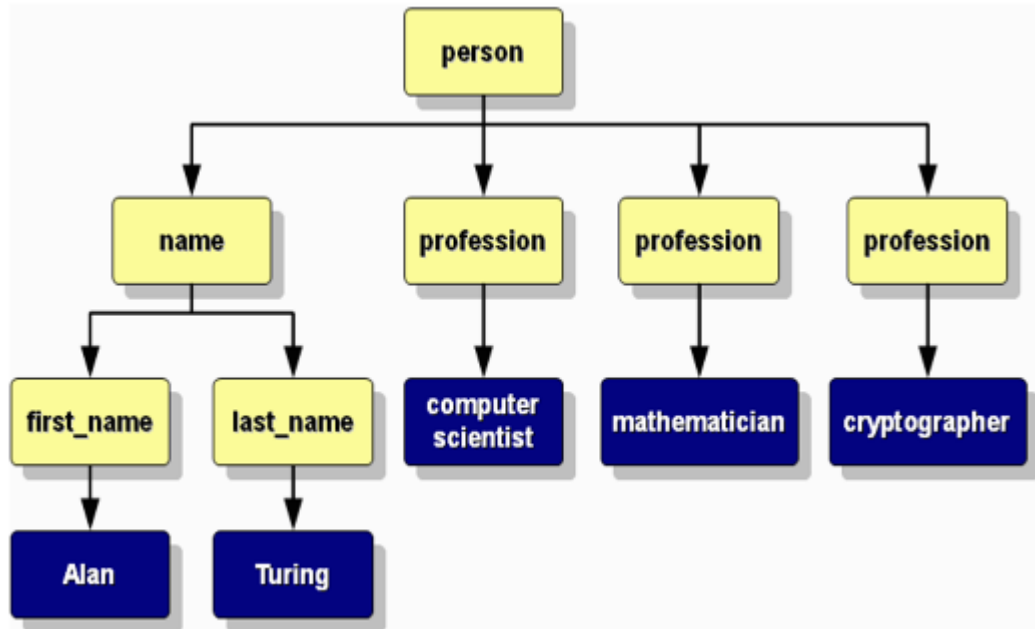 person
name
profession
profession
profession
first_name
last_name
computer
scientist
mathematician
cryptographer
Alan
Turing